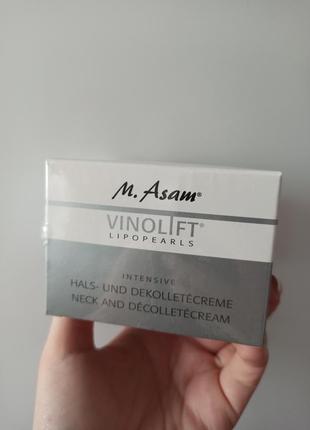 M. Asam®
VINOLIFT®
LIPOPEARLS
INTENSIVE
HALS- UND DEKOLLETÉCREME
NECK AND DÉCOLLETÉCREAM